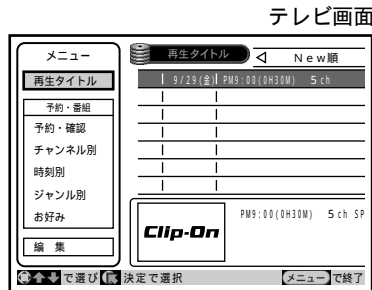 テレビ画面
メニュー
再生タイトル
予約・番組
予約・確認
チャンネル別
時刻別
ジャンル別
お好み
編 集
再生タイトル
New順
9/29(金) PM9:00(0H30M) 5ch
Clip-On
PM9:00(0H30M) 5ch SP
で選び 決定で選択
メニュー で終了